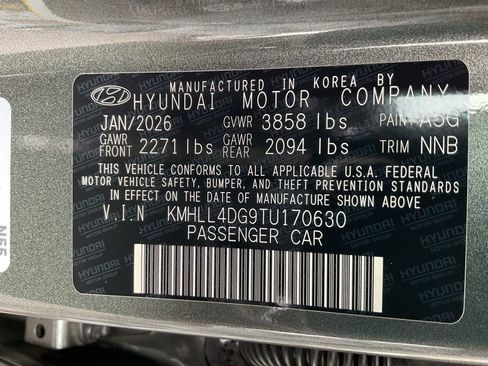 MANUFACTURED IN KOREA BY
HYUNDAI MOTOR COMPANY
JAN/2026 GVWR 3858 lbs PAINT A5G
GAWR FRONT 2271 lbs GAWR REAR 2094 lbs TRIM NNB
THIS VEHICLE CONFORMS TO ALL APPLICABLE U.S.A. FEDERAL
MOTOR VEHICLE SAFETY, BUMPER, AND THEFT PREVENTION
STANDARDS IN EFFECT ON THE DATE OF MANUFACTURE SHOWN ABOVE
V.I.N KMHLL4DG9TU170630
PASSENGER CAR
N55